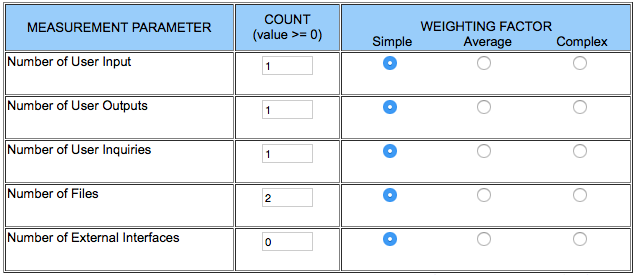 MEASUREMENT PARAMETER
COUNT
(value >= 0)
WEIGHTING FACTOR
Simple Average Complex
Number of User Input 1
Number of User Outputs 1
Number of User Inquiries 1
Number of Files 2
Number of External Interfaces 0